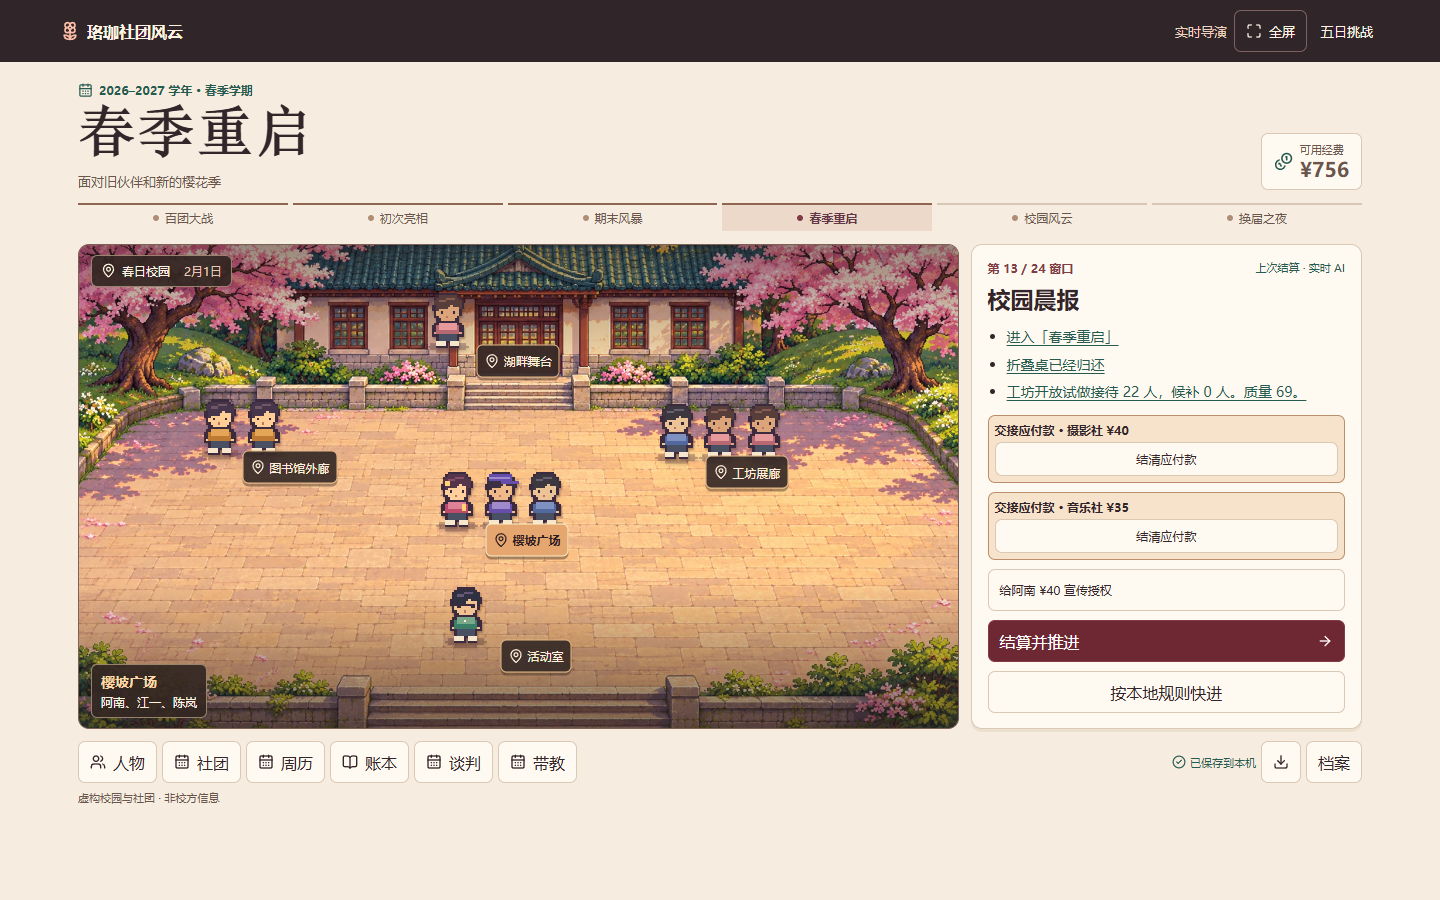 珞珈社团风云
实时导演
全屏
五日挑战
2026–2027 学年 • 春季学期
春季重启
面对旧伙伴和新的樱花季
可用经费
¥756
百团大战
初次亮相
期末风暴
春季重启
校园风云
换届之夜
春日校园 2月1日
湖畔舞台
图书馆外廊
工坊展廊
樱坡广场
活动室
樱坡广场
阿南、江一、陈岚
第 13 / 24 窗口
上次结算 · 实时 AI
校园晨报
进入「春季重启」
折叠桌已经归还
工坊开放试做接待 22 人，候补 0 人。质量 69。
交接应付款 • 摄影社 ¥40
结清应付款
交接应付款 • 音乐社 ¥35
结清应付款
给阿南 ¥40 宣传授权
结算并推进
按本地规则快进
人物
社团
周历
账本
谈判
带教
已保存到本机
档案
虚构校园与社团 · 非校方信息